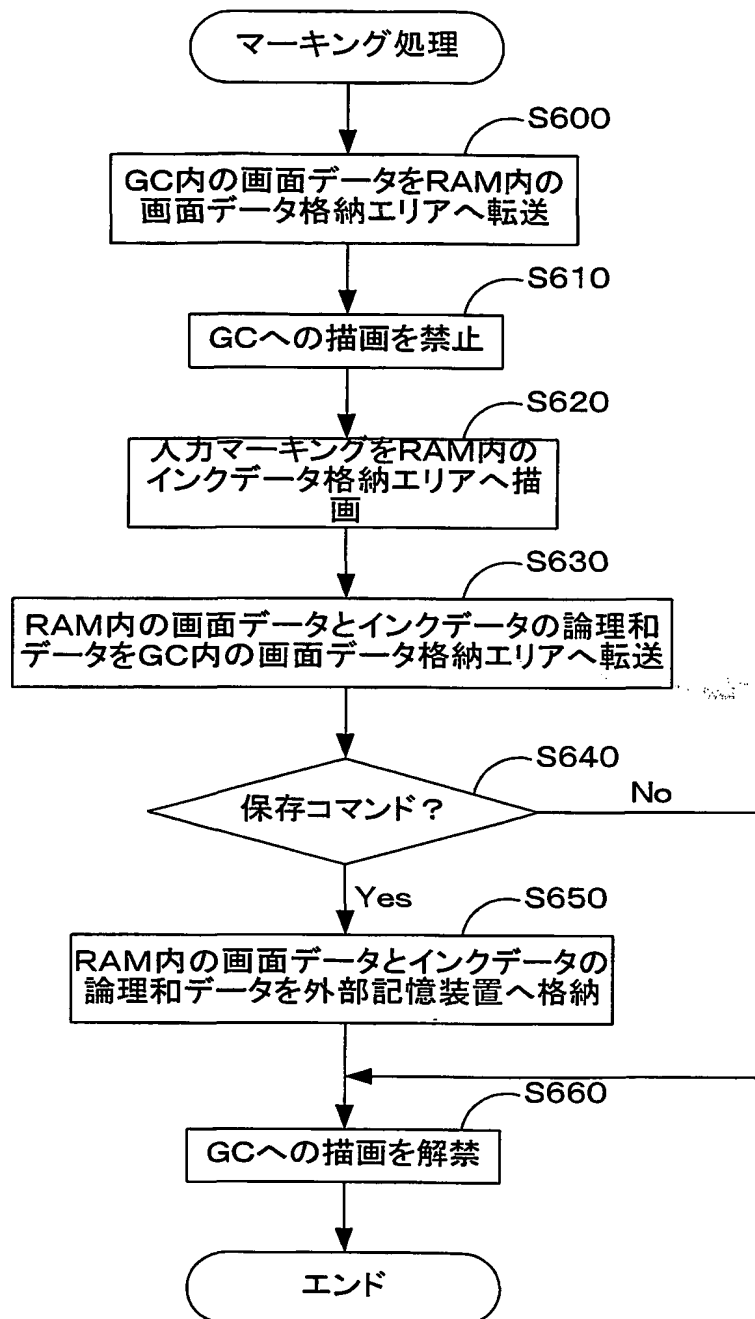 マーキング処理
S600
GC内の画面データをRAM内の
画面データ格納エリアへ転送
S610
GCへの描画を禁止
S620
入力マーキングをRAM内の
インクデータ格納エリアへ描
画
S630
RAM内の画面データとインクデータの論理和
データをGC内の画面データ格納エリアへ転送
S640
保存コマンド?
No
Yes
S650
RAM内の画面データとインクデータの
論理和データを外部記憶装置へ格納
S660
GCへの描画を解禁
エンド